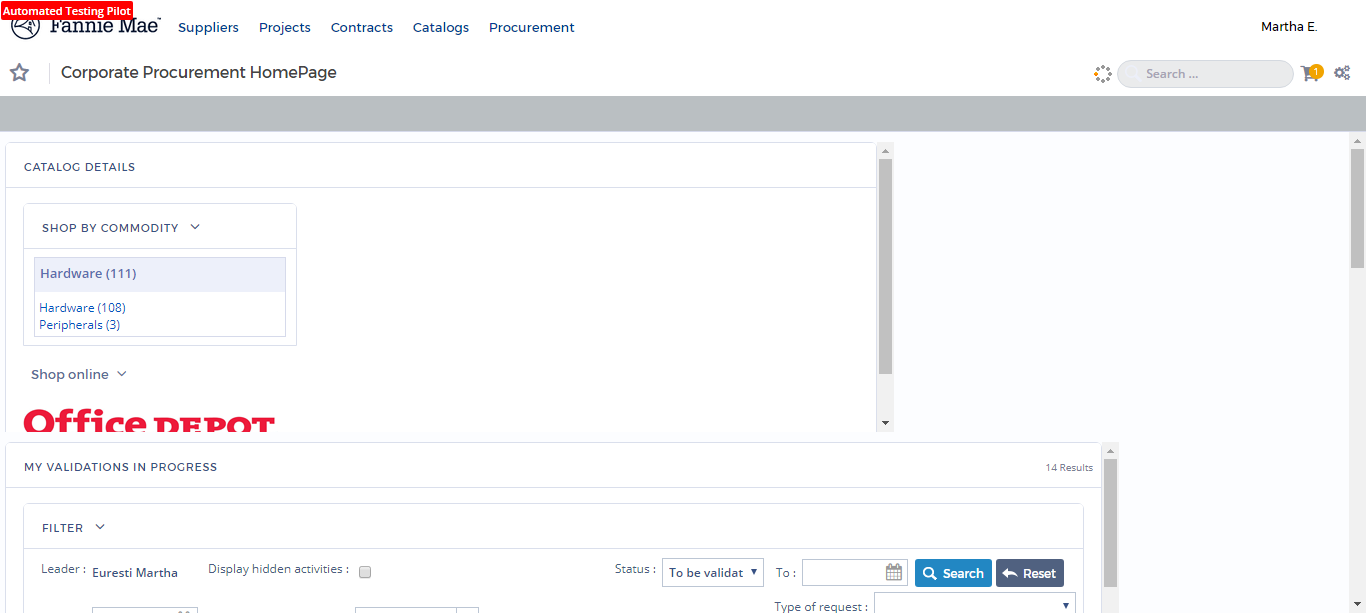 Automated Testing Pilot
Fannie Mae™ Suppliers Projects Contracts Catalogs Procurement Martha E.
Corporate Procurement HomePage Search ... 1
CATALOG DETAILS
SHOP BY COMMODITY
Hardware (111)
Hardware (108)
Peripherals (3)
Shop online
Office DEPOT
MY VALIDATIONS IN PROGRESS 14 Results
FILTER
Leader : Euresti Martha Display hidden activities : Status : To be validat To : Search Reset
Type of request :